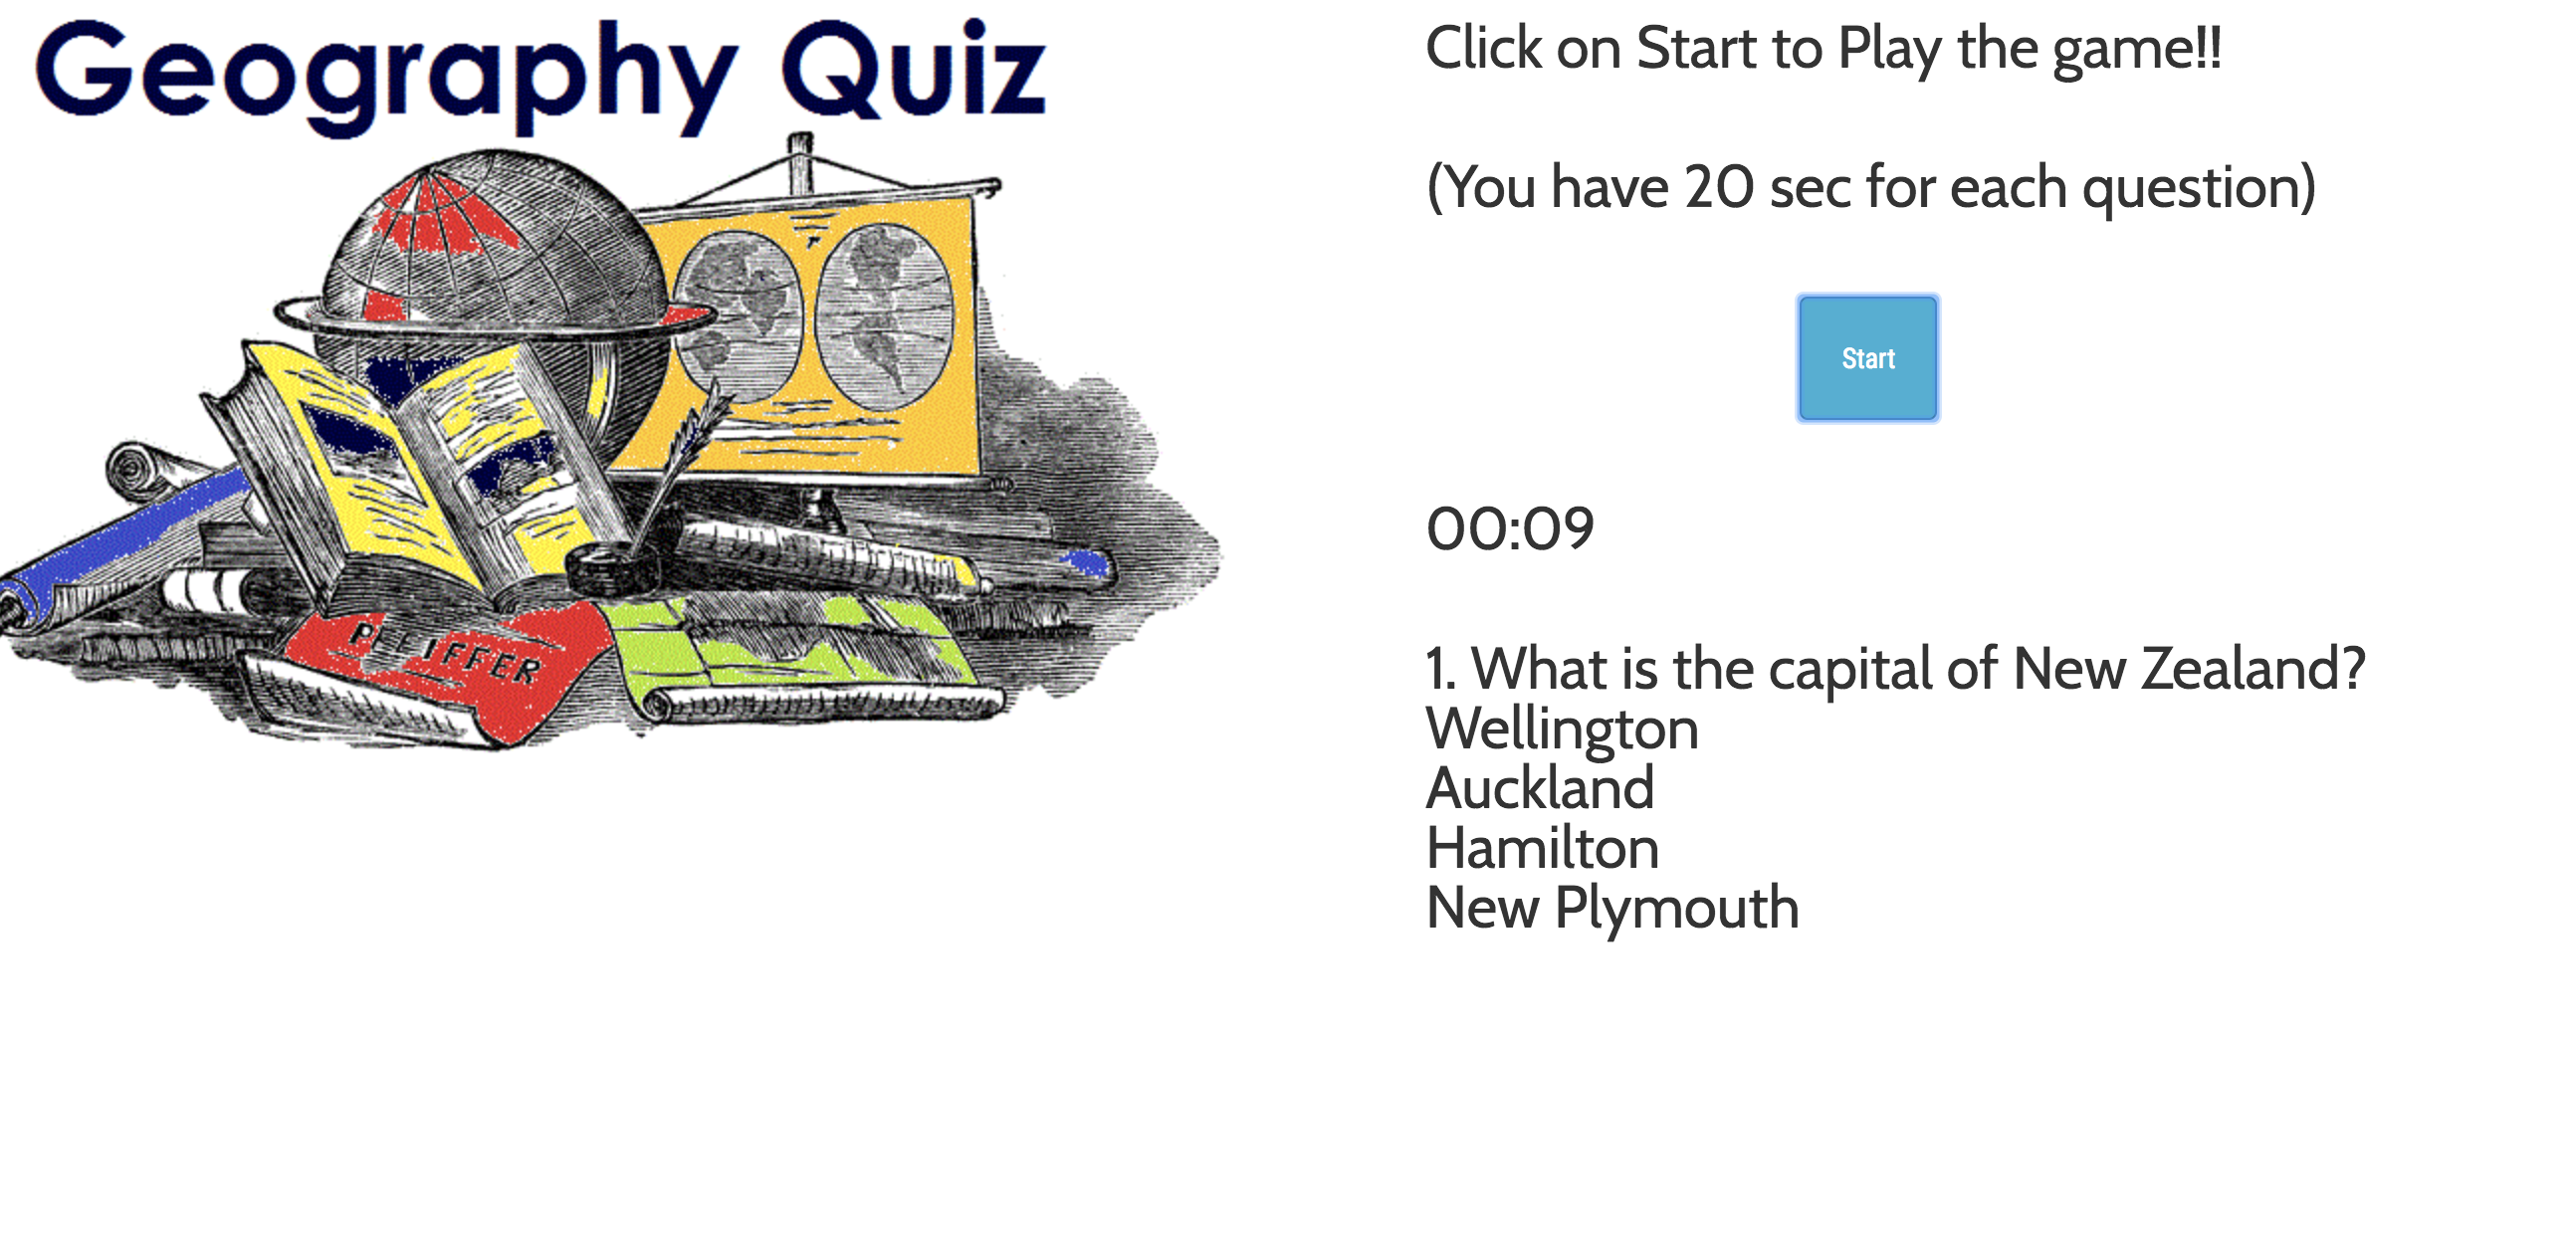 Geography Quiz
PFEIFFER
Click on Start to Play the game!!
(You have 20 sec for each question)
Start
00:09
1. What is the capital of New Zealand?
Wellington
Auckland
Hamilton
New Plymouth